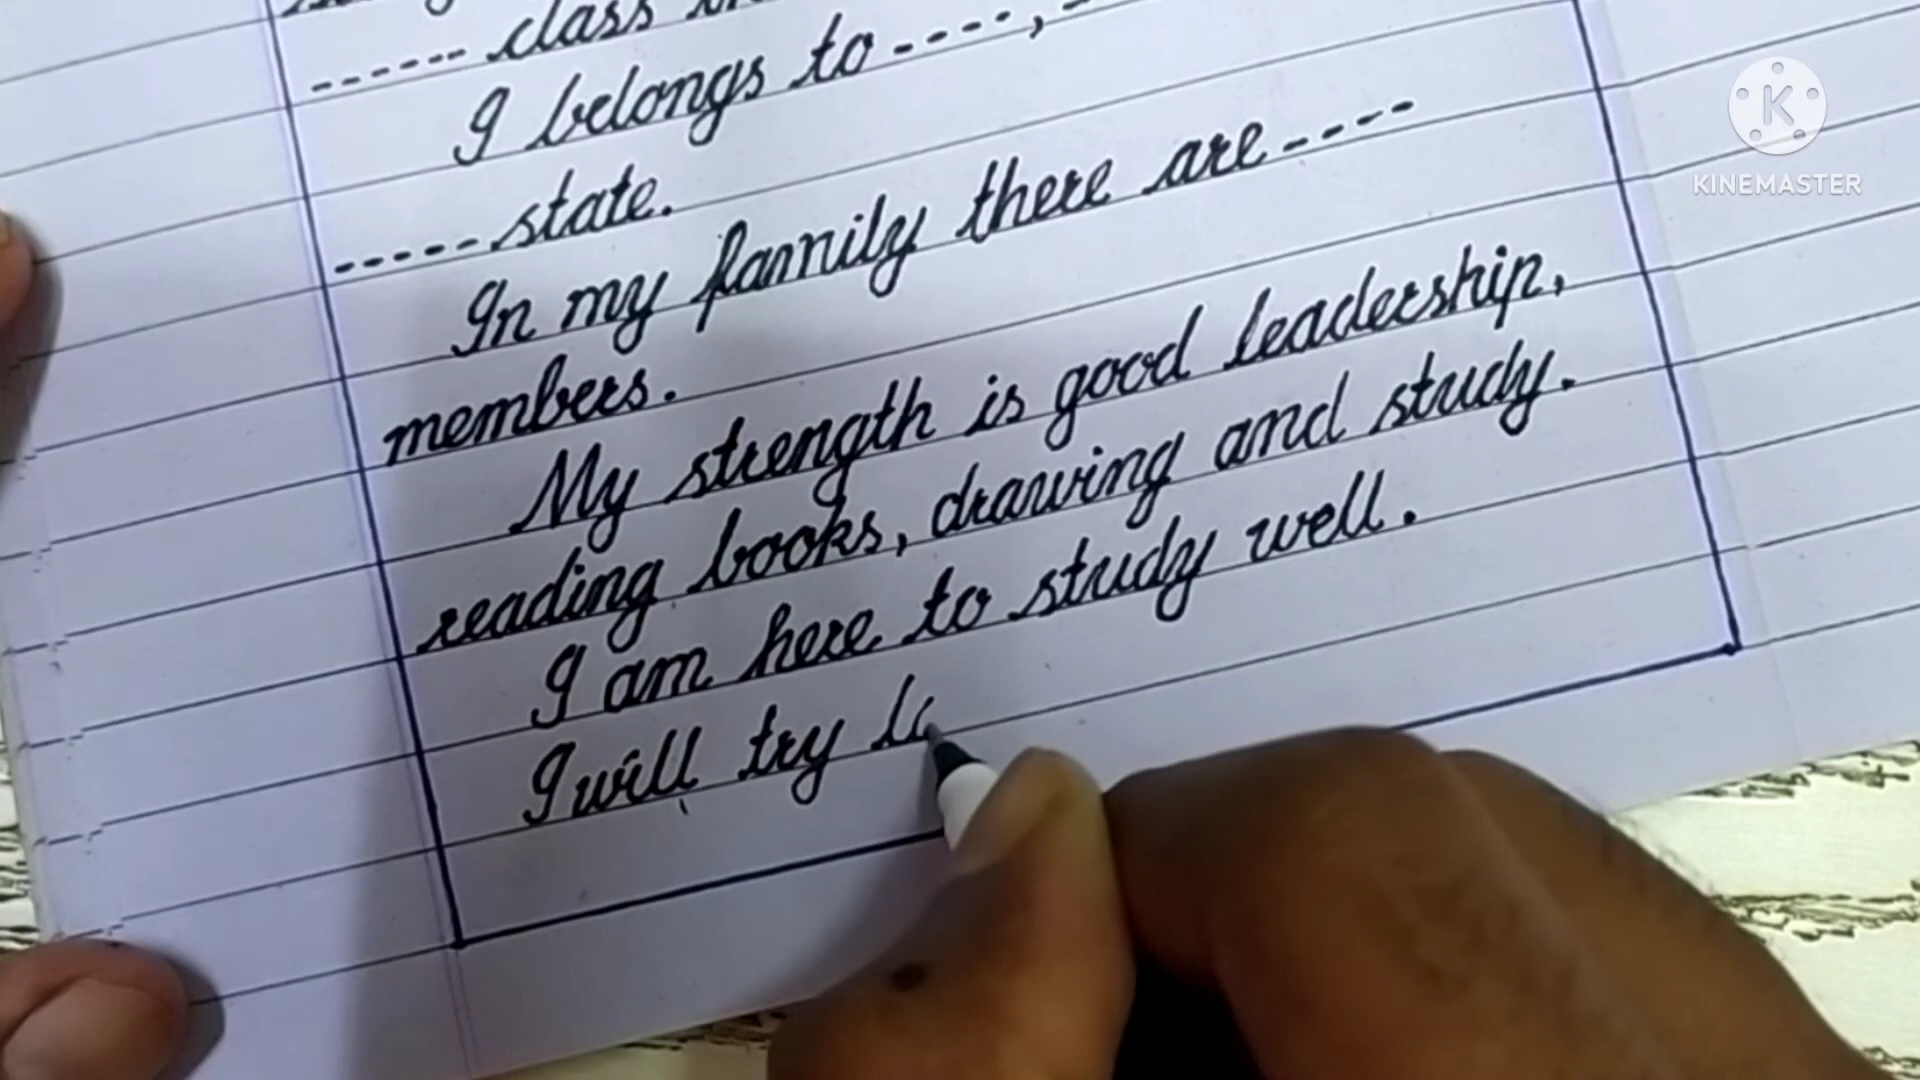 ------ class
I belongs to ----, -
----- state.
In my family there are ----
members.
My strength is good leadership,
reading books, drawing and study.
I am here to study well.
I will try
KINEMASTER